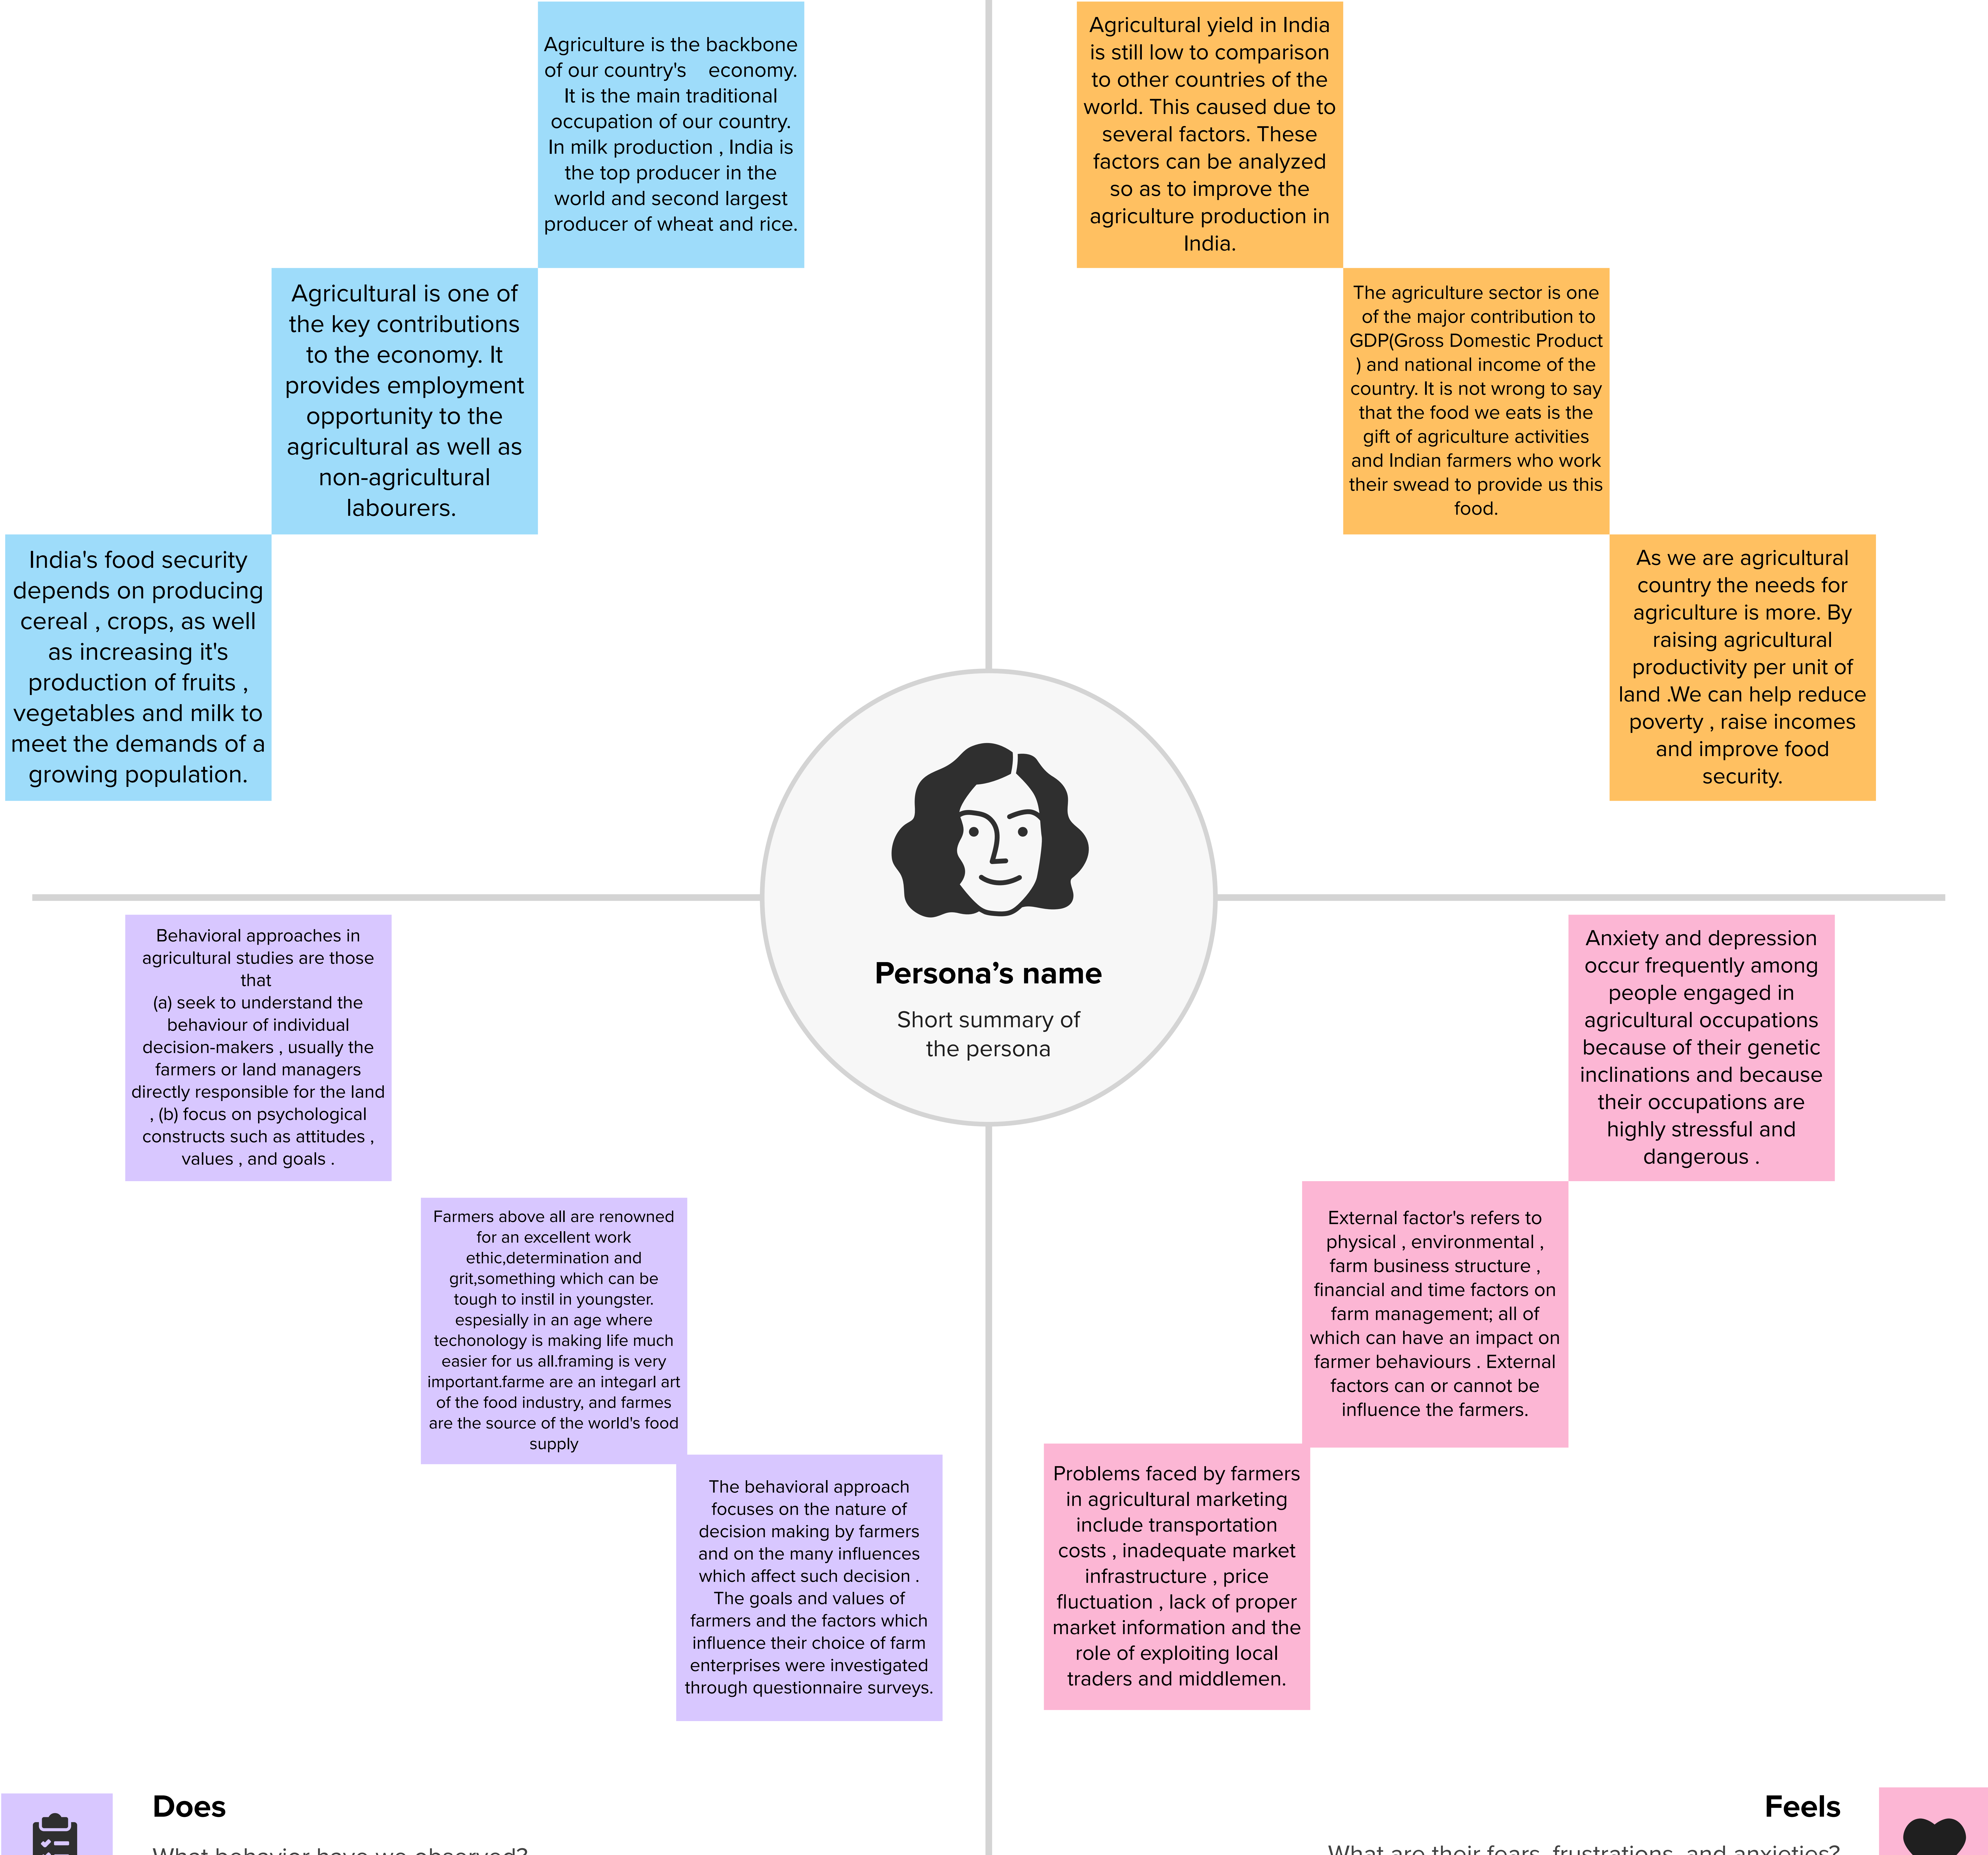 Agriculture is the backbone
of our country's economy.
It is the main traditional
occupation of our country.
In milk production , India is
the top producer in the
world and second largest
producer of wheat and rice.
Agricultural is one of
the key contributions
to the economy. It
provides employment
opportunity to the
agricultural as well as
non-agricultural
labourers.
India's food security
depends on producing
cereal , crops, as well
as increasing it's
production of fruits ,
vegetables and milk to
meet the demands of a
growing population.
Agricultural yield in India
is still low to comparison
to other countries of the
world. This caused due to
several factors. These
factors can be analyzed
so as to improve the
agriculture production in
India.
The agriculture sector is one
of the major contribution to
GDP(Gross Domestic Product
) and national income of the
country. It is not wrong to say
that the food we eats is the
gift of agriculture activities
and Indian farmers who work
their swead to provide us this
food.
As we are agricultural
country the needs for
agriculture is more. By
raising agricultural
productivity per unit of
land .We can help reduce
poverty , raise incomes
and improve food
security.
Persona's name
Short summary of
the persona
Behavioral approaches in
agricultural studies are those
that
(a) seek to understand the
behaviour of individual
decision-makers , usually the
farmers or land managers
directly responsible for the land
, (b) focus on psychological
constructs such as attitudes ,
values , and goals .
Farmers above all are renowned
for an excellent work
ethic,determination and
grit,something which can be
tough to instil in youngster.
espesially in an age where
techonology is making life much
easier for us all.framing is very
important.farme are an integarl art
of the food industry, and farmes
are the source of the world's food
supply
The behavioral approach
focuses on the nature of
decision making by farmers
and on the many influences
which affect such decision .
The goals and values of
farmers and the factors which
influence their choice of farm
enterprises were investigated
through questionnaire surveys.
Anxiety and depression
occur frequently among
people engaged in
agricultural occupations
because of their genetic
inclinations and because
their occupations are
highly stressful and
dangerous .
External factor's refers to
physical , environmental ,
farm business structure ,
financial and time factors on
farm management; all of
which can have an impact on
farmer behaviours . External
factors can or cannot be
influence the farmers.
Problems faced by farmers
in agricultural marketing
include transportation
costs , inadequate market
infrastructure , price
fluctuation , lack of proper
market information and the
role of exploiting local
traders and middlemen.
Does
What behavior have we observed?
Feels
What are their fears, frustrations, and anxieties?